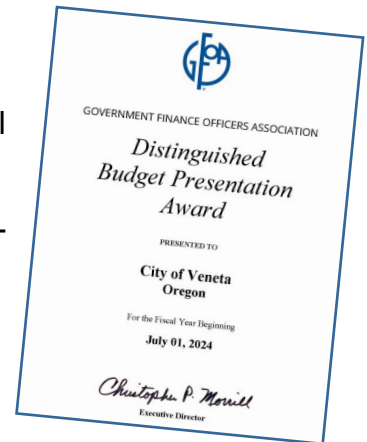 l
-
GFOA
GOVERNMENT FINANCE OFFICERS ASSOCIATION
Distinguished
Budget Presentation
Award
PRESENTED TO
City of Veneta
Oregon
For the Fiscal Year Beginning
July 01, 2024
Christopher P. Morrill
Executive Director